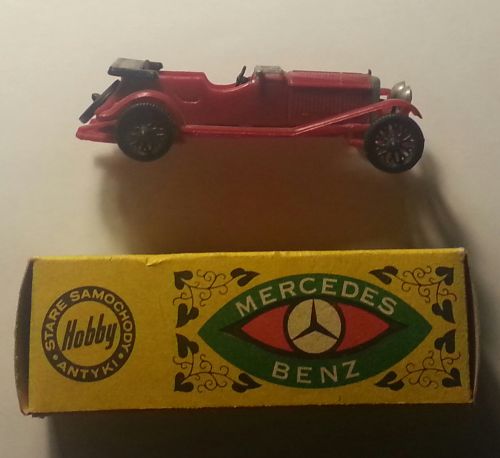 STARE SAMOCHODY
Hobby
• ANTYKI •
MERCEDES
BENZ